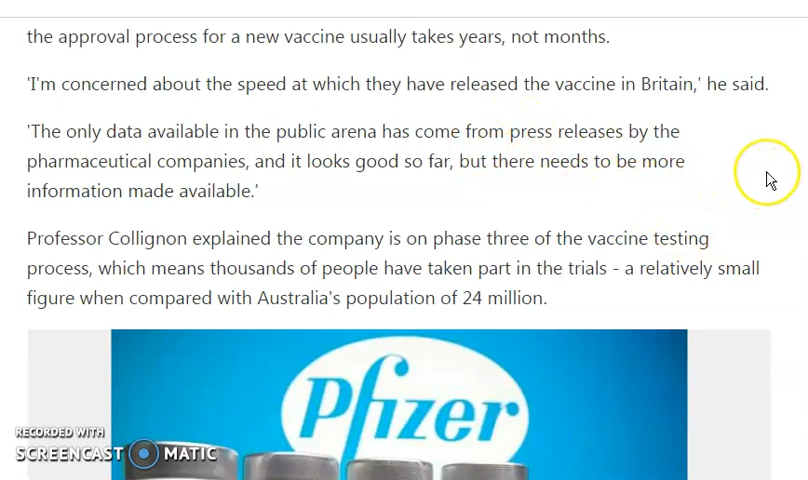 the approval process for a new vaccine usually takes years, not months.
'I'm concerned about the speed at which they have released the vaccine in Britain,' he said.
'The only data available in the public arena has come from press releases by the
pharmaceutical companies, and it looks good so far, but there needs to be more
information made available.'
Professor Collignon explained the company is on phase three of the vaccine testing
process, which means thousands of people have taken part in the trials - a relatively small
figure when compared with Australia's population of 24 million.
Pfizer
RECORDED WITH
SCREENCAST MATIC